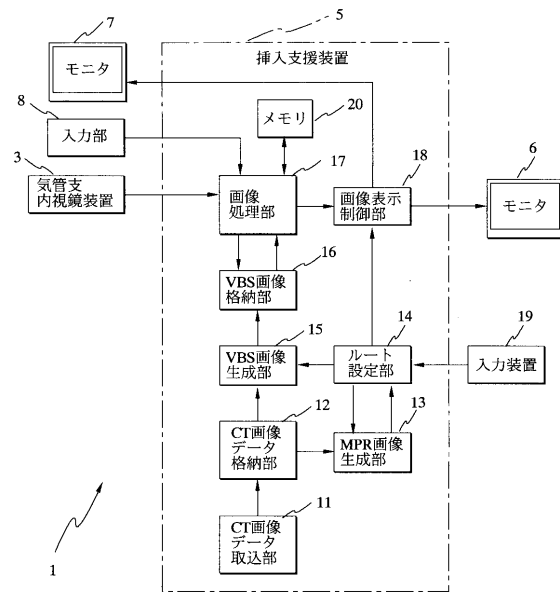 5
7
モニタ
挿入支援装置
8
入力部
20
メモリ
3
気管支
内視鏡装置
17
画像
処理部
18
画像表示
制御部
6
モニタ
16
VBS画像
格納部
15
VBS画像
生成部
14
ルート
設定部
19
入力装置
12
CT画像
データ
格納部
13
MPR画像
生成部
11
CT画像
データ
取込部
1